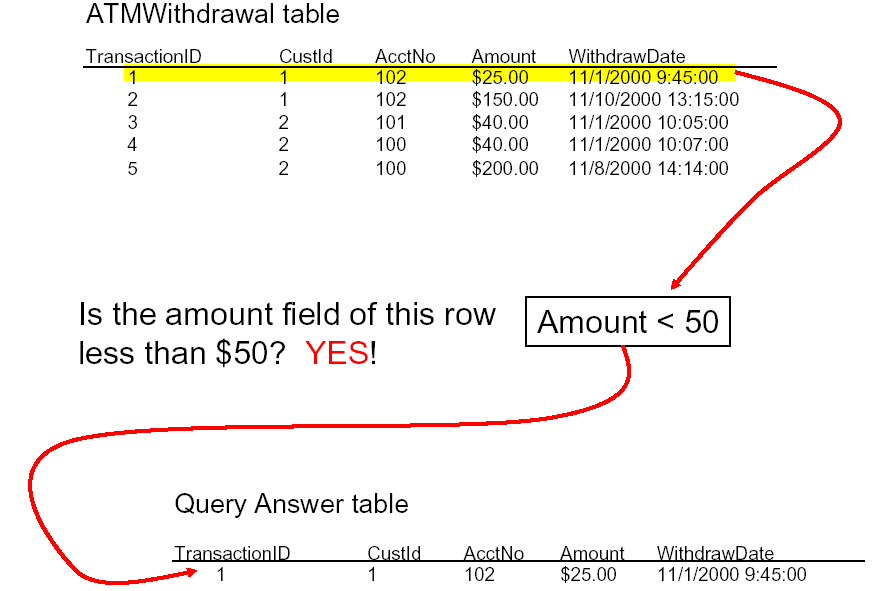 ATMWithdrawal table
TransactionID CustId AcctNo Amount WithdrawDate
1 1 102 $25.00 11/1/2000 9:45:00
2 1 102 $150.00 11/10/2000 13:15:00
3 2 101 $40.00 11/1/2000 10:05:00
4 2 100 $40.00 11/1/2000 10:07:00
5 2 100 $200.00 11/8/2000 14:14:00
Is the amount field of this row
less than $50? YES!
Amount < 50
Query Answer table
TransactionID CustId AcctNo Amount WithdrawDate
1 1 102 $25.00 11/1/2000 9:45:00